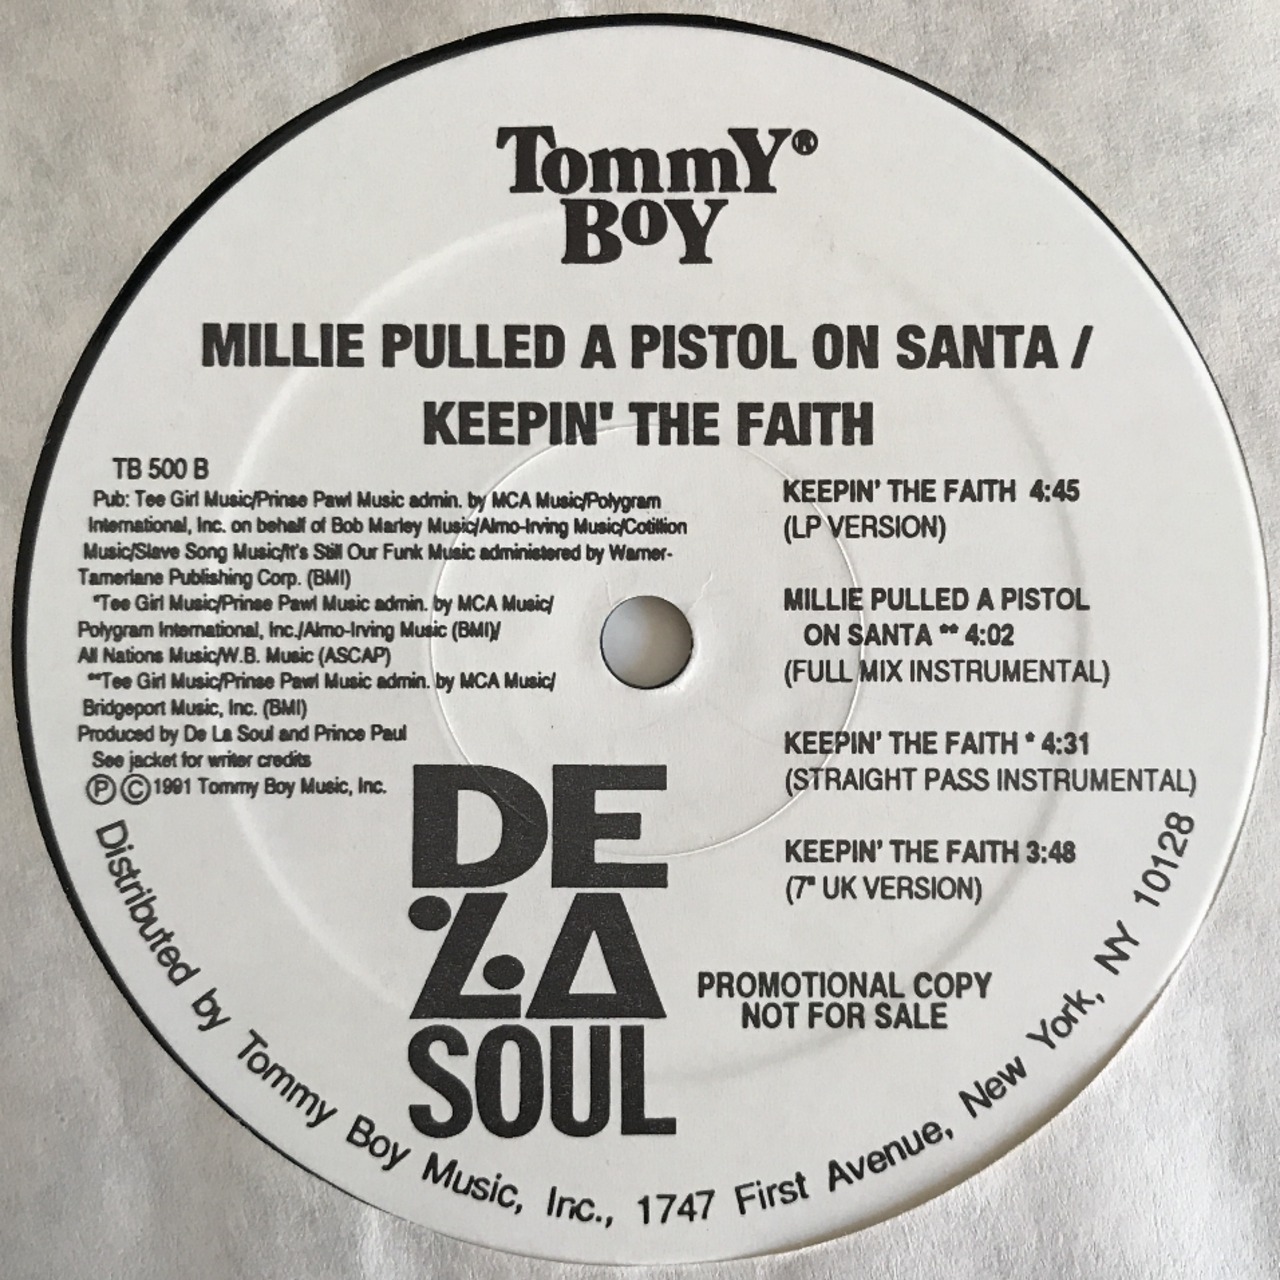 TommY®
BoY
MILLIE PULLED A PISTOL ON SANTA /
KEEPIN' THE FAITH
TB 500 B
Pub: Tee Girl Music/Prinse Pawl Music admin. by MCA Music/Polygram
International, Inc. on behalf of Bob Marley Music/Almo-Irving Music/Cotillion
Music/Slave Song Music/It's Still Our Funk Music administered by Warner-
Tamerlane Publishing Corp. (BMI)
*Tee Girl Music/Prinse Pawl Music admin. by MCA Music/
Polygram International, Inc./Almo-Irving Music (BMI)/
All Nations Music/W.B. Music (ASCAP)
**Tee Girl Music/Prinse Pawl Music admin. by MCA Music/
Bridgeport Music, Inc. (BMI)
Produced by De La Soul and Prince Paul
See jacket for writer credits
Ⓟ Ⓒ 1991 Tommy Boy Music, Inc.
KEEPIN' THE FAITH 4:45
(LP VERSION)
MILLIE PULLED A PISTOL
ON SANTA ** 4:02
(FULL MIX INSTRUMENTAL)
KEEPIN' THE FAITH * 4:31
(STRAIGHT PASS INSTRUMENTAL)
KEEPIN' THE FAITH 3:48
(7" UK VERSION)
DE
LA
SOUL
PROMOTIONAL COPY
NOT FOR SALE
Distributed by Tommy Boy Music, Inc., 1747 First Avenue, New York, NY 10128